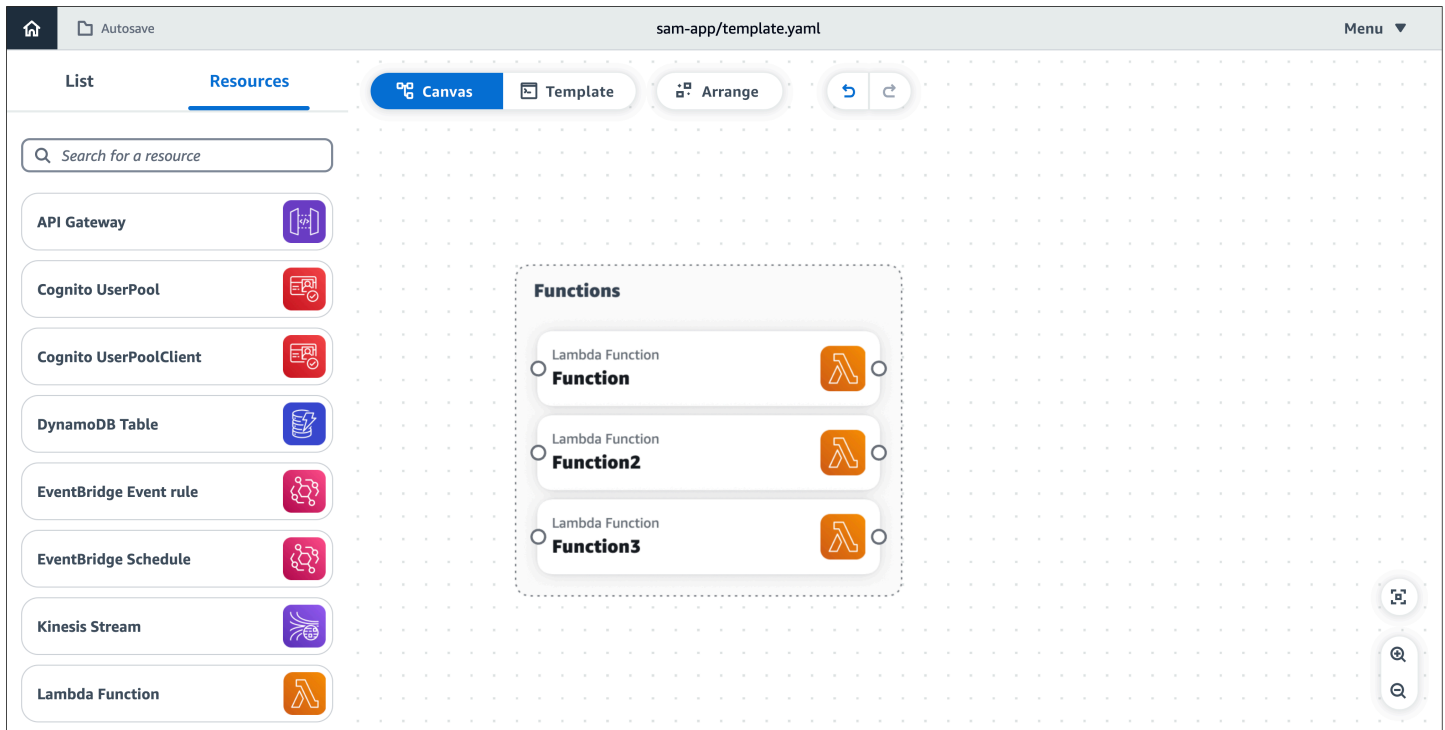 Autosave
sam-app/template.yaml
Menu
List
Resources
Canvas
Template
Arrange
Search for a resource
API Gateway
Cognito UserPool
Cognito UserPoolClient
DynamoDB Table
EventBridge Event rule
EventBridge Schedule
Kinesis Stream
Lambda Function
Functions
Lambda Function
Function
Lambda Function
Function2
Lambda Function
Function3